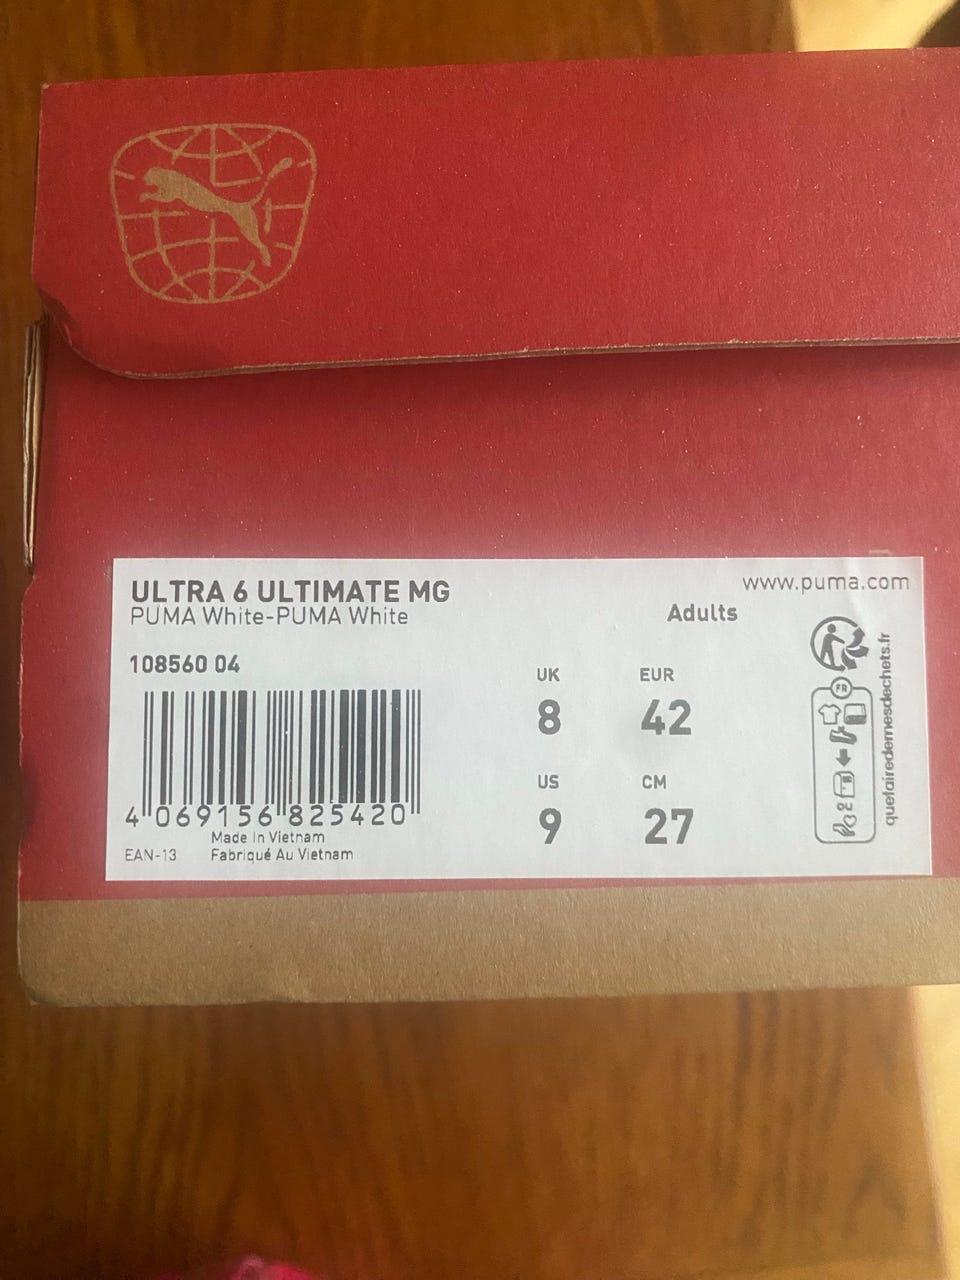 ULTRA 6 ULTIMATE MG
PUMA White-PUMA White
www.puma.com
Adults
108560 04
UK
EUR
8
42
US
CM
9
27
4 069156 825420
Made In Vietnam
EAN-13
Fabriqué Au Vietnam
FR
quefairedemesdechets.fr